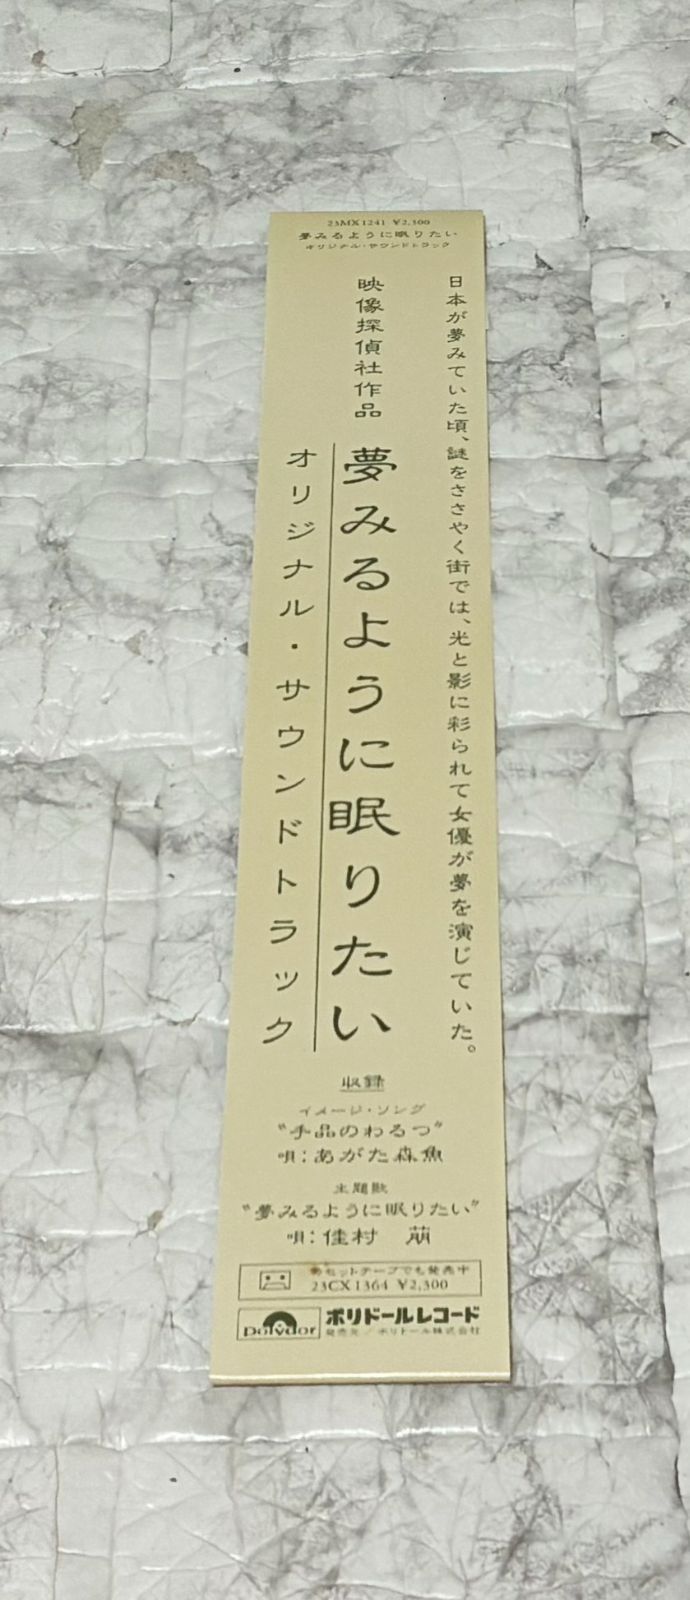 23MX1241 ¥2,300
夢みるように眠りたい
オリジナル・サウンドトラック
日本が夢みていた頃、謎をささやく街では、光と影に彩られて女優が夢を演じていた。
映像探偵社作品
夢みるように眠りたい
オリジナル・サウンドトラック
収録
イメージ・ソング
“手品のわるつ”
唄：あがた森魚
主題歌
“夢みるように眠りたい”
唄：佳村　萠
カセットテープでも発売中
23CX1364 ¥2,300
polydor
ポリドールレコード
発売元／ポリドール株式会社